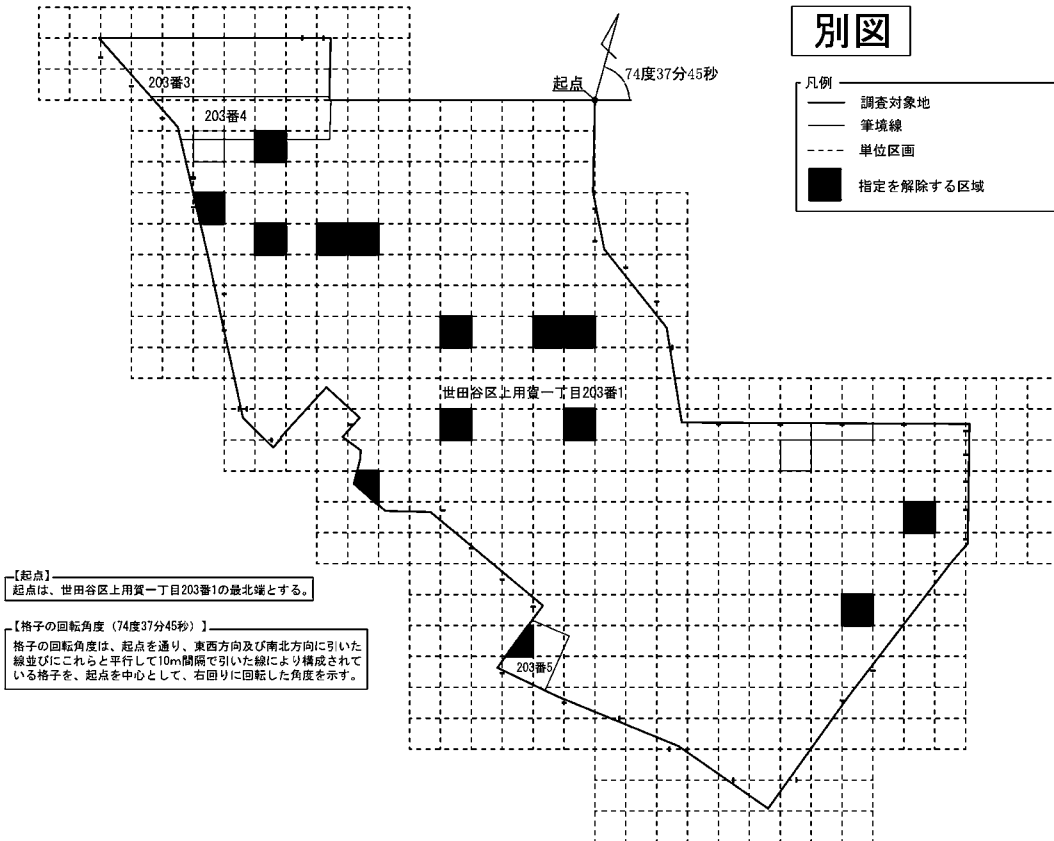 別図
凡例
調査対象地
筆境線
単位区画
指定を解除する区域
起点
74度37分45秒
203番3
203番4
世田谷区上用賀一丁目203番1
203番5
【起点】
起点は、世田谷区上用賀一丁目203番1の最北端とする。
【格子の回転角度（74度37分45秒）】
格子の回転角度は、起点を通り、東西方向及び南北方向に引いた
線並びにこれらと平行して10m間隔で引いた線により構成されて
いる格子を、起点を中心として、右回りに回転した角度を示す。